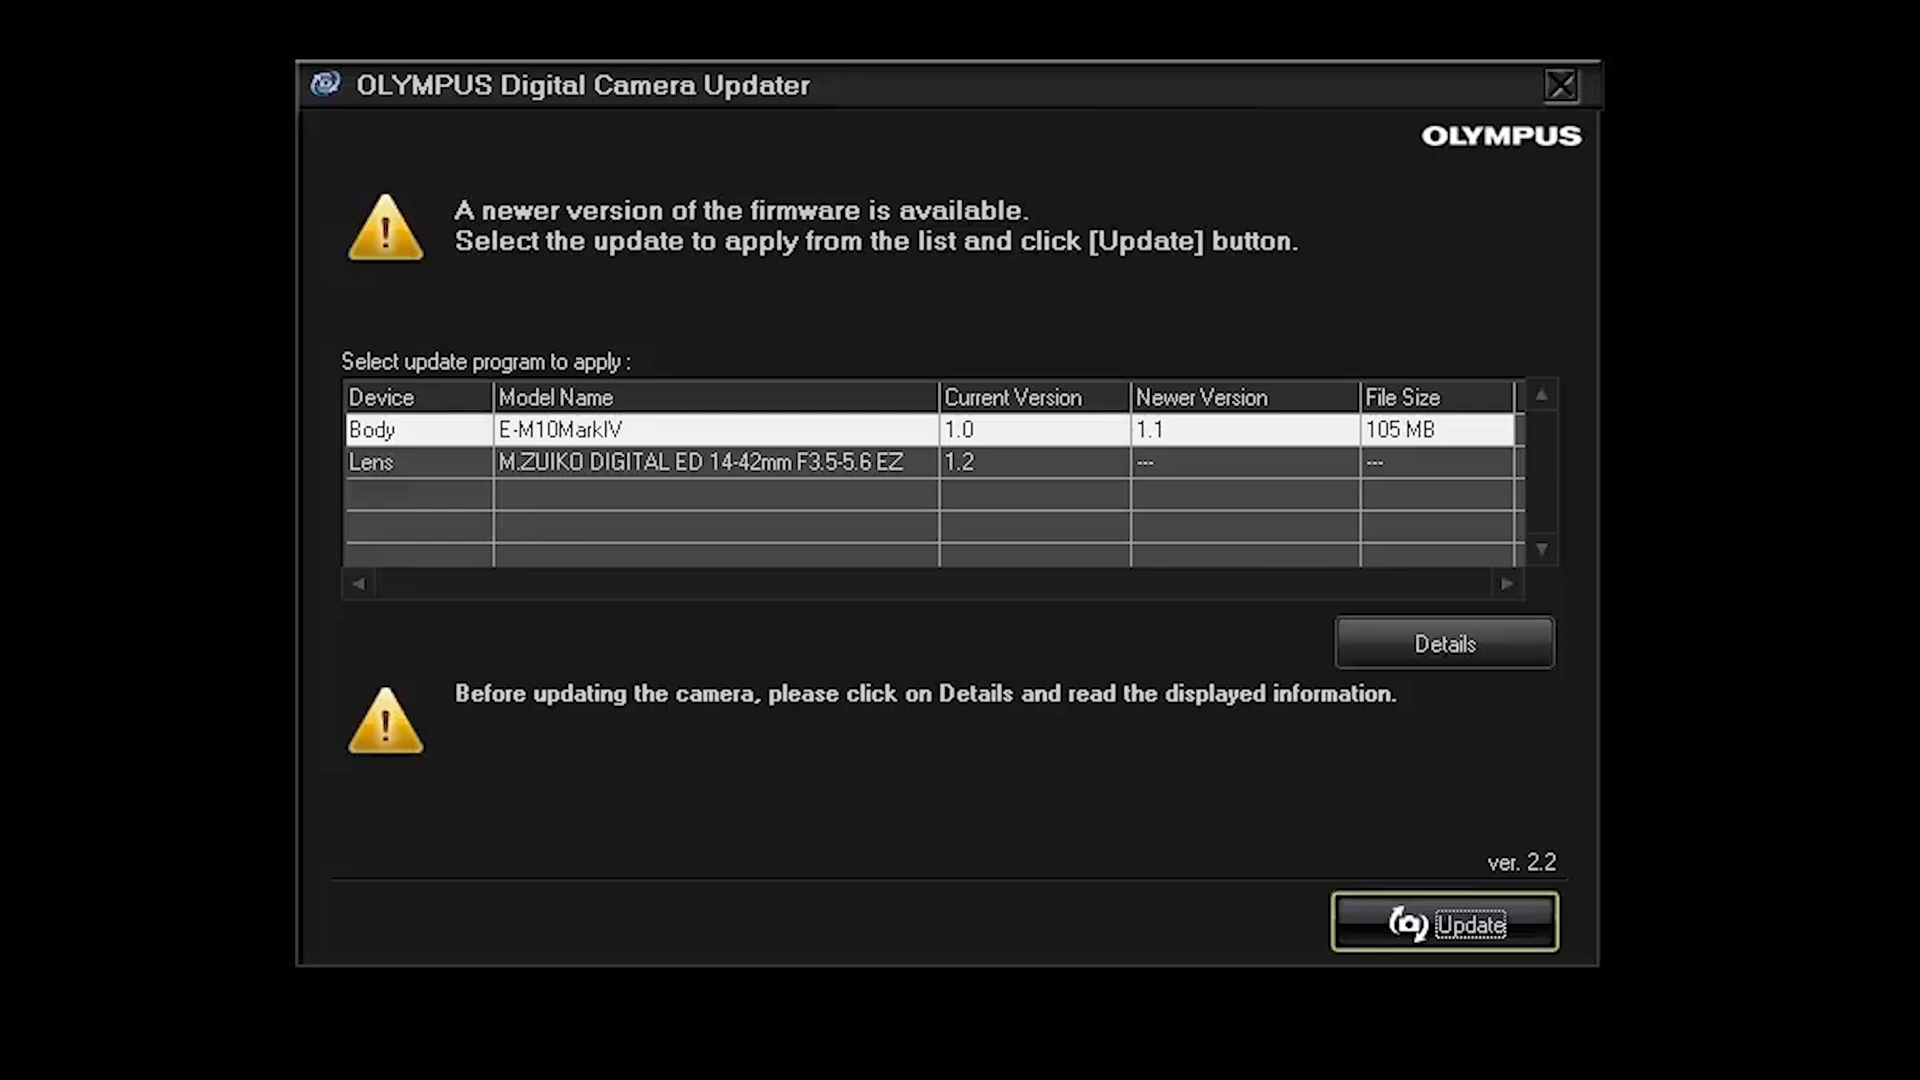 OLYMPUS Digital Camera Updater
OLYMPUS
A newer version of the firmware is available.
Select the update to apply from the list and click [Update] button.
Select update program to apply :
Device Model Name Current Version Newer Version File Size
Body E-M10MarkIV 1.0 1.1 105 MB
Lens M.ZUIKO DIGITAL ED 14-42mm F3.5-5.6 EZ 1.2 --- ---
Details
Before updating the camera, please click on Details and read the displayed information.
ver. 2.2
Update